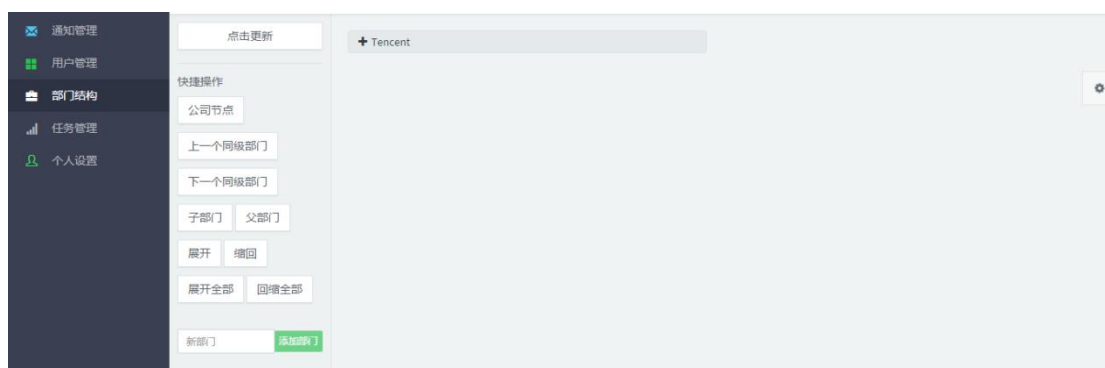 通知管理
用户管理
部门结构
任务管理
个人设置
点击更新
快捷操作
公司节点
上一个同级部门
下一个同级部门
子部门 父部门
展开 缩回
展开全部 回缩全部
新部门 添加部门
+ Tencent